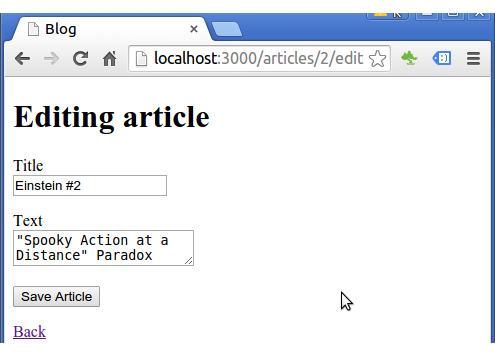 Blog
localhost:3000/articles/2/edit
Editing article
Title
Einstein #2
Text
"Spooky Action at a
Distance" Paradox
Save Article
Back